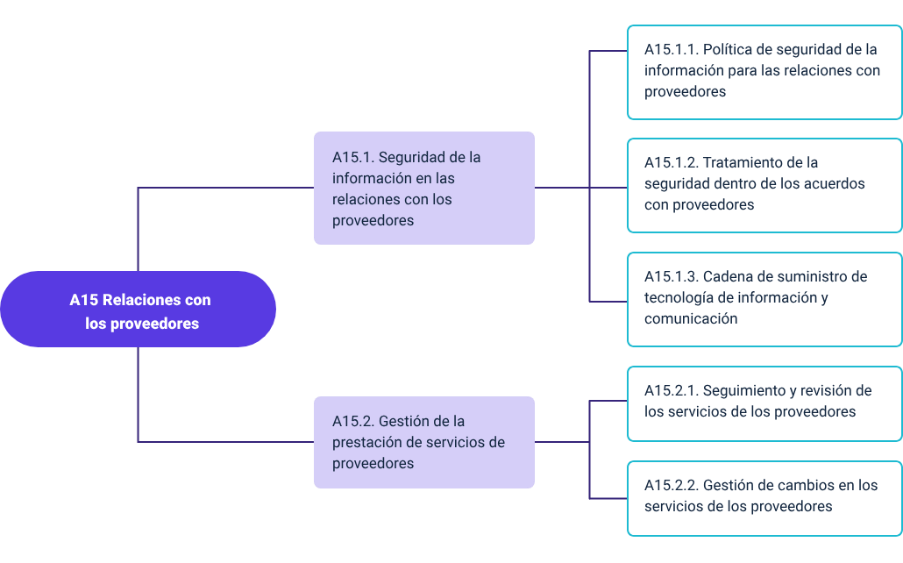 A15 Relaciones con
los proveedores
A15.1. Seguridad de la
información en las
relaciones con los
proveedores
A15.1.1. Política de seguridad de la
información para las relaciones con
proveedores
A15.1.2. Tratamiento de la
seguridad dentro de los acuerdos
con proveedores
A15.1.3. Cadena de suministro de
tecnología de información y
comunicación
A15.2. Gestión de la
prestación de servicios de
proveedores
A15.2.1. Seguimiento y revisión de
los servicios de los proveedores
A15.2.2. Gestión de cambios en los
servicios de los proveedores